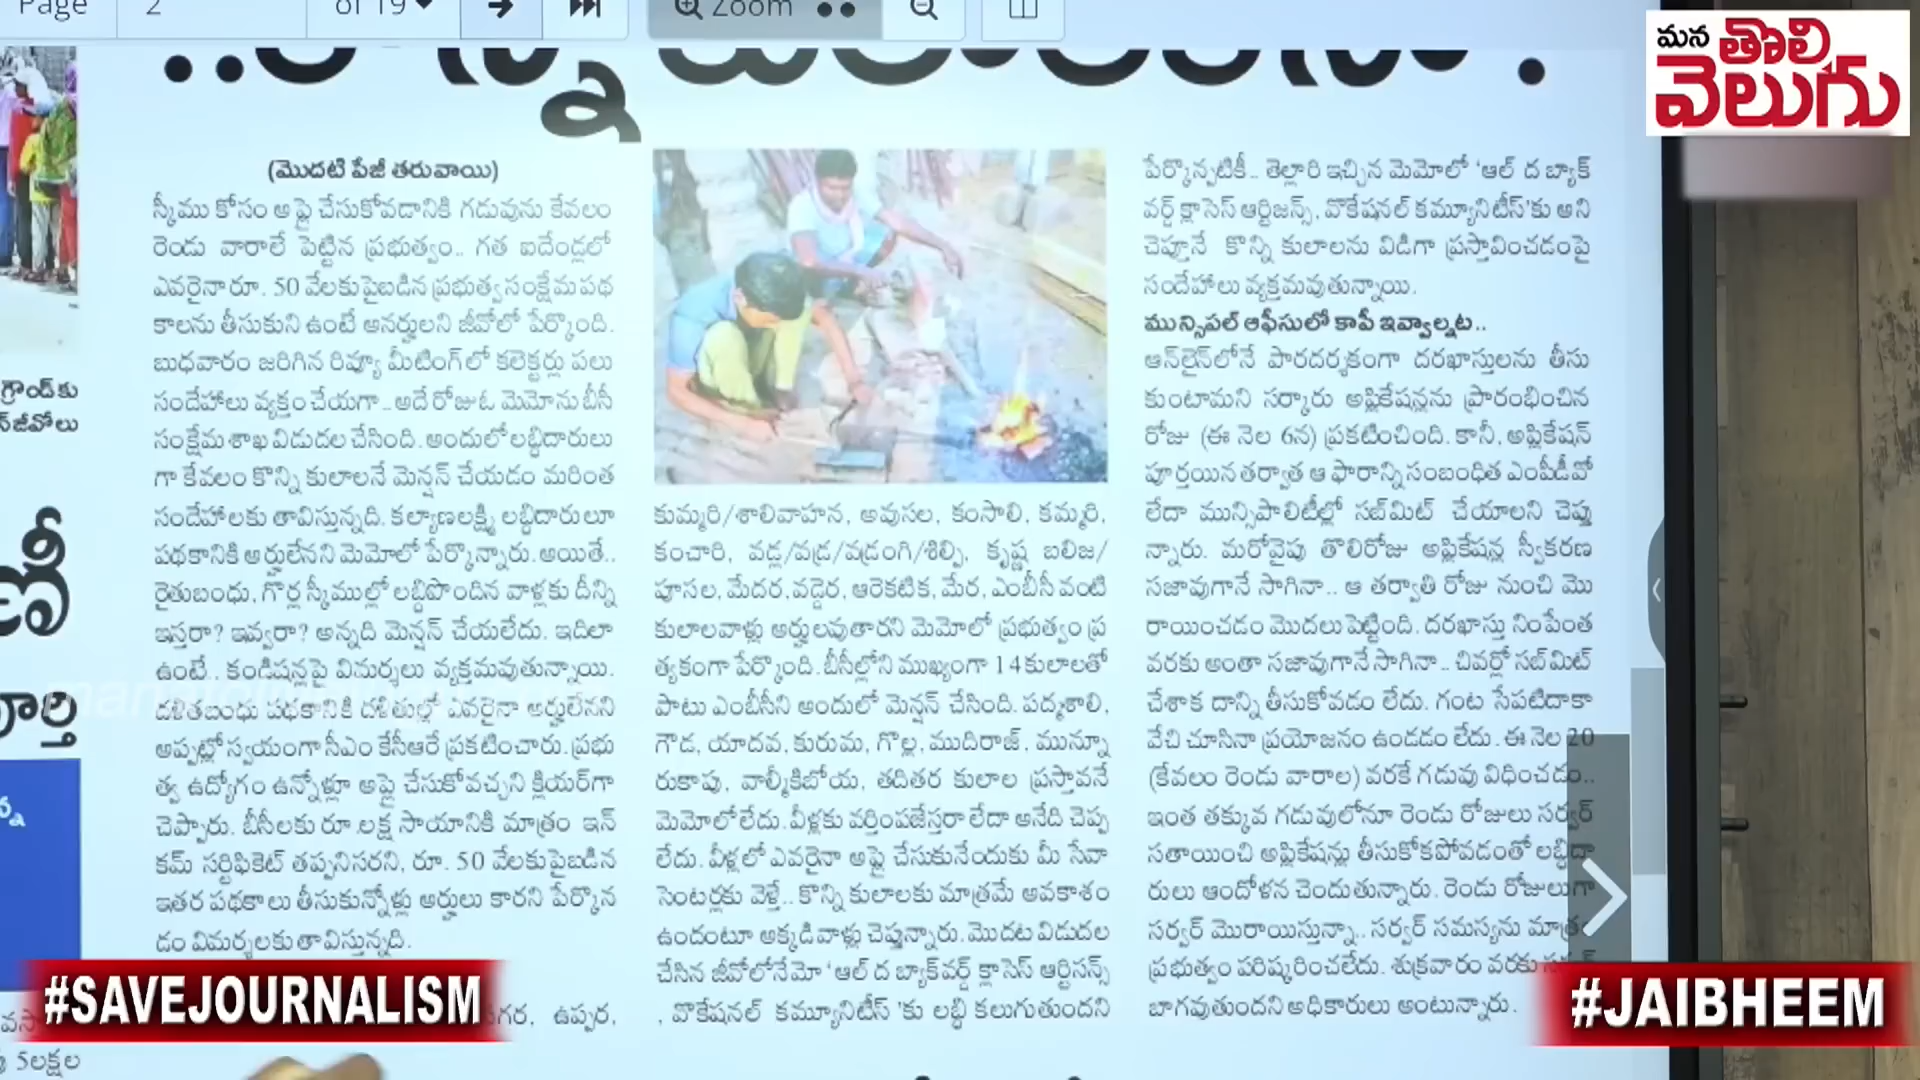 Page 2 of 19 Zoom
మన
తొలి
వెలుగు
(మొదటి పేజీ తరువాయి)
స్కీము కోసం అప్లై చేసుకోవడానికి గడువును కేవలం
రెండు వారాలే పెట్టిన ప్రభుత్వం.. గత ఐదేండ్లలో
ఎవరైనా రూ. 50 వేలకుపైబడిన ప్రభుత్వ సంక్షేమ పథ
కాలను తీసుకుని ఉంటే అనర్హులని జీవోలో పేర్కొంది.
బుధవారం జరిగిన రివ్యూ మీటింగ్‌లో కలెక్టర్లు పలు
సందేహాలు వ్యక్తం చేయగా.. అదే రోజు ఓ మెమోను బీసీ
సంక్షేమ శాఖ విడుదల చేసింది. అందులో లబ్ధిదారులు
గా కేవలం కొన్ని కులాలనే మెన్షన్ చేయడం మరింత
సందేహాలకు తావిస్తున్నది. కల్యాణలక్ష్మి లబ్ధిదారులూ
పథకానికి అర్హులేనని మెమోలో పేర్కొన్నారు. అయితే..
రైతుబంధు, గొర్ల స్కీముల్లో లబ్ధిపొందిన వాళ్లకు దీన్ని
ఇస్తరా? ఇవ్వరా? అన్నది మెన్షన్ చేయలేదు. ఇదిలా
ఉంటే.. కండిషన్లపై విమర్శలు వ్యక్తమవుతున్నాయి.
దళితబంధు పథకానికి దళితుల్లో ఎవరైనా అర్హులేనని
అప్పట్లో స్వయంగా సీఎం కేసీఆరే ప్రకటించారు. ప్రభు
త్వ ఉద్యోగం ఉన్నోళ్లూ అప్లై చేసుకోవచ్చని క్లియర్‌గా
చెప్పారు. బీసీలకు రూ.లక్ష సాయానికి మాత్రం ఇన్
కమ్ సర్టిఫికెట్ తప్పనిసరని, రూ. 50 వేలకుపైబడిన
ఇతర పథకాలు తీసుకున్నోళ్లు అర్హులు కారని పేర్కొన
డం విమర్శలకు తావిస్తున్నది.
గర, ఉప్పర,
కుమ్మరి/శాలివాహన, అవుసల, కంసాలి, కమ్మరి,
కంచారి, వడ్ల/వడ్ర/వడ్రంగి/శిల్పి, కృష్ణ బలిజ/
పూసల, మేదర, వడ్డెర, ఆరెకటిక, మేర, ఎంబీసీ వంటి
కులాల వాళ్లు అర్హులవుతారని మెమోలో ప్రభుత్వం ప్ర
త్యకంగా పేర్కొంది. బీసీల్లోని ముఖ్యంగా 14 కులాలతో
పాటు ఎంబీసీని అందులో మెన్షన్ చేసింది. పద్మశాలి,
గౌడ, యాదవ, కురుమ, గొల్ల, ముదిరాజ్, మున్నూ
రుకాపు, వాల్మీకిబోయ, తదితర కులాల ప్రస్తావనే
మెమోలో లేదు. వీళ్లకు వర్తింపజేస్తరా లేదా అనేది చెప్ప
లేదు. వీళ్లలో ఎవరైనా అప్లై చేసుకునేందుకు మీ సేవా
సెంటర్లకు వెళ్తే.. కొన్ని కులాలకు మాత్రమే అవకాశం
ఉందంటూ అక్కడి వాళ్లు చెప్తున్నారు. మొదట విడుదల
చేసిన జీవోలోనేమో 'ఆల్ ద బ్యాక్‌వర్డ్ క్లాసెస్ ఆర్టిసన్స్
, వొకేషనల్ కమ్యూనిటీస్ 'కు లబ్ధి కలుగుతుందని
పేర్కొన్నప్పటికీ.. తెల్లారి ఇచ్చిన మెమోలో 'ఆల్ ద బ్యాక్
వర్డ్ క్లాసెస్ ఆర్టిజన్స్, వొకేషనల్ కమ్యూనిటీస్'కు అని
చెప్తూనే కొన్ని కులాలను విడిగా ప్రస్తావించడంపై
సందేహాలు వ్యక్తమవుతున్నాయి.
మున్సిపల్ ఆఫీసులో కాపీ ఇవ్వాల్నట..
ఆన్‌లైన్‌లోనే పారదర్శకంగా దరఖాస్తులను తీసు
కుంటామని సర్కారు అప్లికేషన్లను ప్రారంభించిన
రోజు (ఈ నెల 6న) ప్రకటించింది. కానీ, అప్లికేషన్
పూర్తయిన తర్వాత ఆ ఫారాన్ని సంబంధిత ఎంపీడీవో
లేదా మున్సిపాలిటీల్లో సబ్‌మిట్ చేయాలని చెప్తు
న్నారు. మరోవైపు తొలిరోజు అప్లికేషన్ల స్వీకరణ
సజావుగానే సాగినా.. ఆ తర్వాతి రోజు నుంచి మొ
రాయించడం మొదలు పెట్టింది. దరఖాస్తు నింపేంత
వరకు అంతా సజావుగానే సాగినా.. చివర్లో సబ్‌మిట్
చేశాక దాన్ని తీసుకోవడం లేదు. గంట సేపటిదాకా
వేచి చూసినా ప్రయోజనం ఉండడం లేదు. ఈ నెల 20
(కేవలం రెండు వారాల) వరకే గడువు విధించడం..
ఇంత తక్కువ గడువులోనూ రెండు రోజులు సర్వర్
సతాయించి అప్లికేషన్లు తీసుకోకపోవడంతో లబ్ధిదా
రులు ఆందోళన చెందుతున్నారు. రెండు రోజులుగా
సర్వర్ మొరాయిస్తున్నా.. సర్వర్ సమస్యను మాత్రం
ప్రభుత్వం పరిష్కరించలేదు. శుక్రవారం వరకు
బాగవుతుందని అధికారులు అంటున్నారు.
గ్రౌండ్‌కు
5లక్షల
#SAVEJOURNALISM
#JAIBHEEM